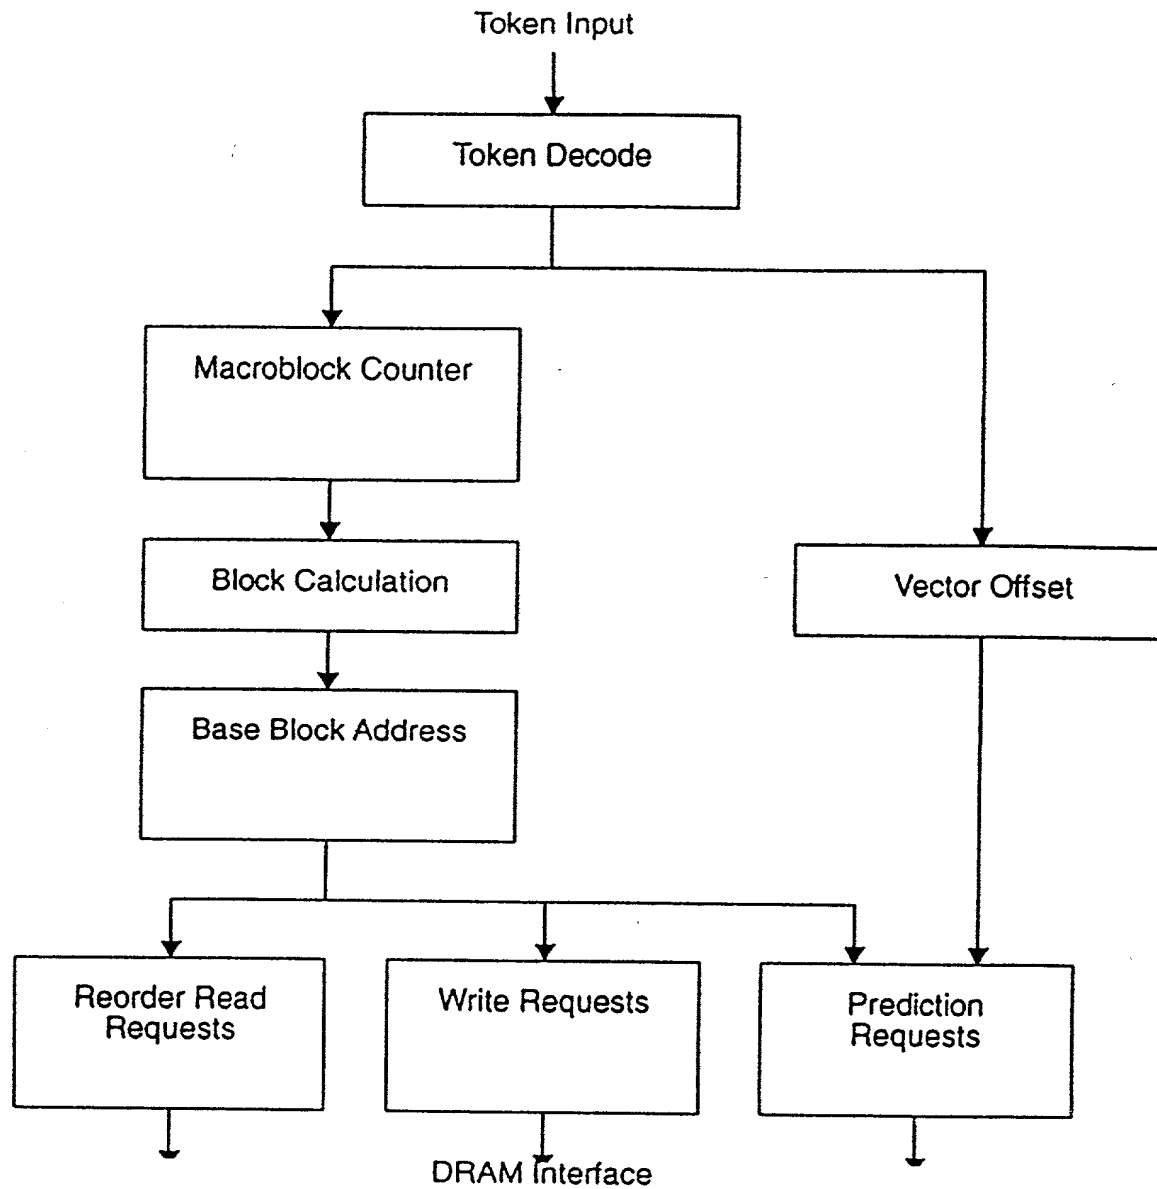 Token Input
Token Decode
Macroblock Counter
Block Calculation
Vector Offset
Base Block Address
Reorder Read
Requests
Write Requests
Prediction
Requests
DRAM Interface